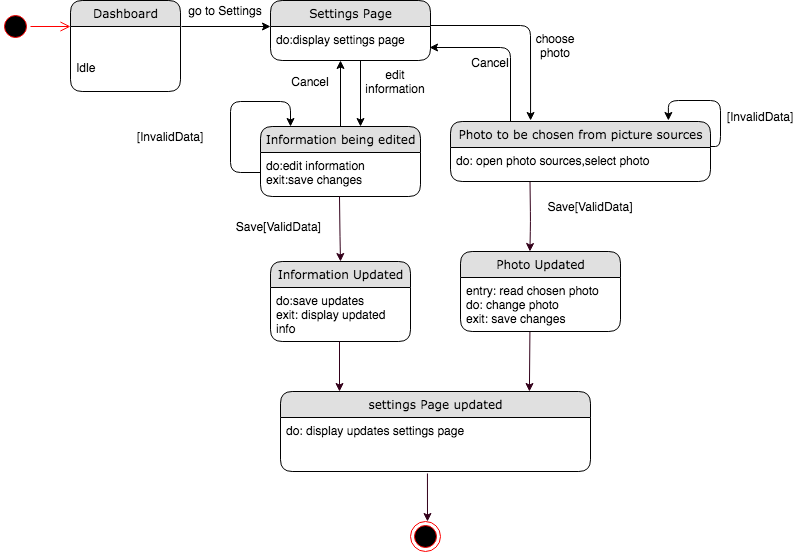 Dashboard
Idle
go to Settings
Settings Page
do:display settings page
choose
photo
Cancel
Cancel
edit
information
[InvalidData]
Information being edited
do:edit information
exit:save changes
Photo to be chosen from picture sources
do: open photo sources,select photo
[InvalidData]
Save[ValidData]
Save[ValidData]
Information Updated
do:save updates
exit: display updated
info
Photo Updated
entry: read chosen photo
do: change photo
exit: save changes
settings Page updated
do: display updates settings page